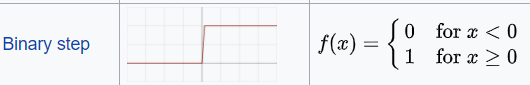 Binary step
f(x) = { 0 for x < 0
1 for x ≥ 0